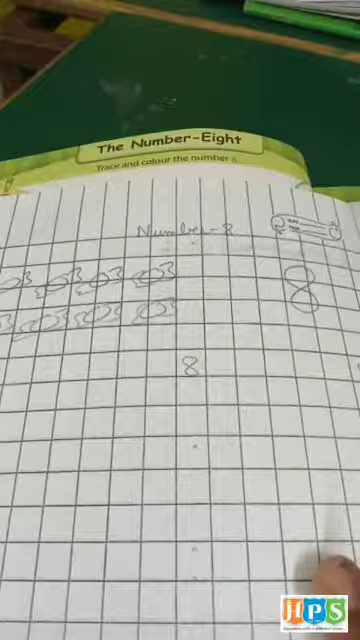 The Number-Eight
Trace and colour the number 8.
Number-8
8
8
HPS